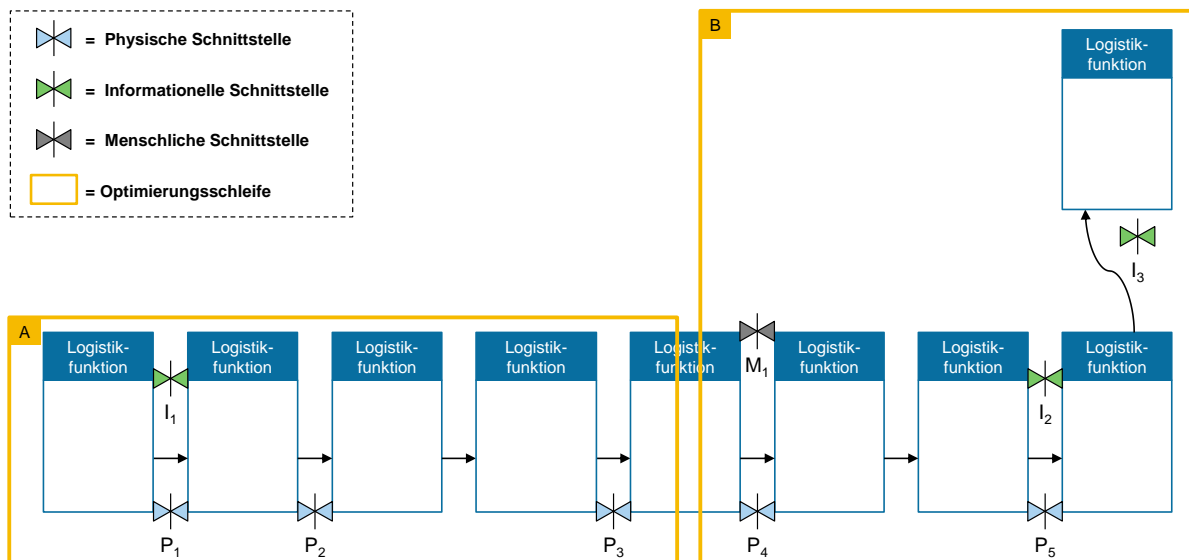 = Physische Schnittstelle
= Informationelle Schnittstelle
= Menschliche Schnittstelle
= Optimierungsschleife
B
Logistik-
funktion
I3
A
Logistik-
funktion
Logistik-
funktion
Logistik-
funktion
Logistik-
funktion
Logistik-
funktion
Logistik-
funktion
Logistik-
funktion
Logistik-
funktion
I1
M1
I2
P1
P2
P3
P4
P5